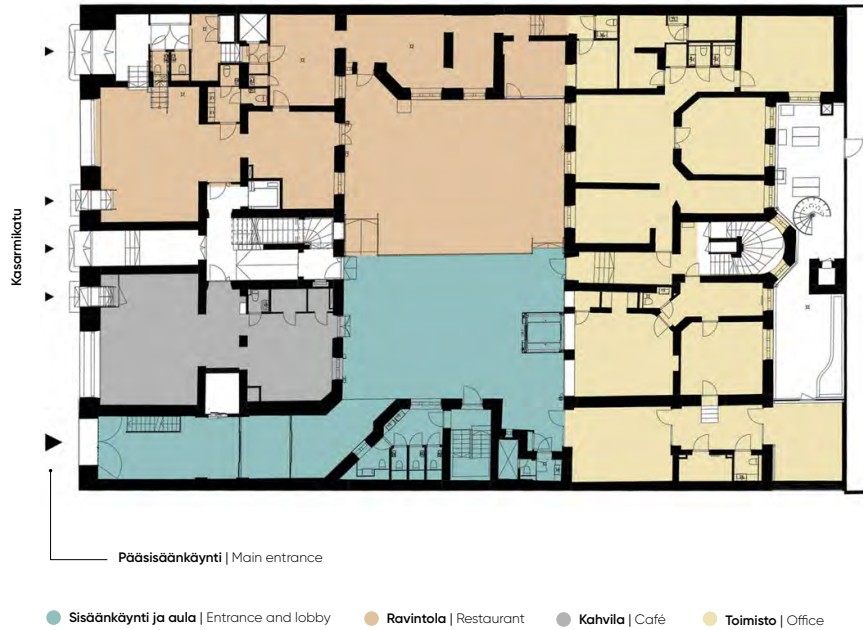 Kasarmikatu
Pääsisäänkäynti | Main entrance
Sisäänkäynti ja aula | Entrance and lobby
Ravintola | Restaurant
Kahvila | Café
Toimisto | Office